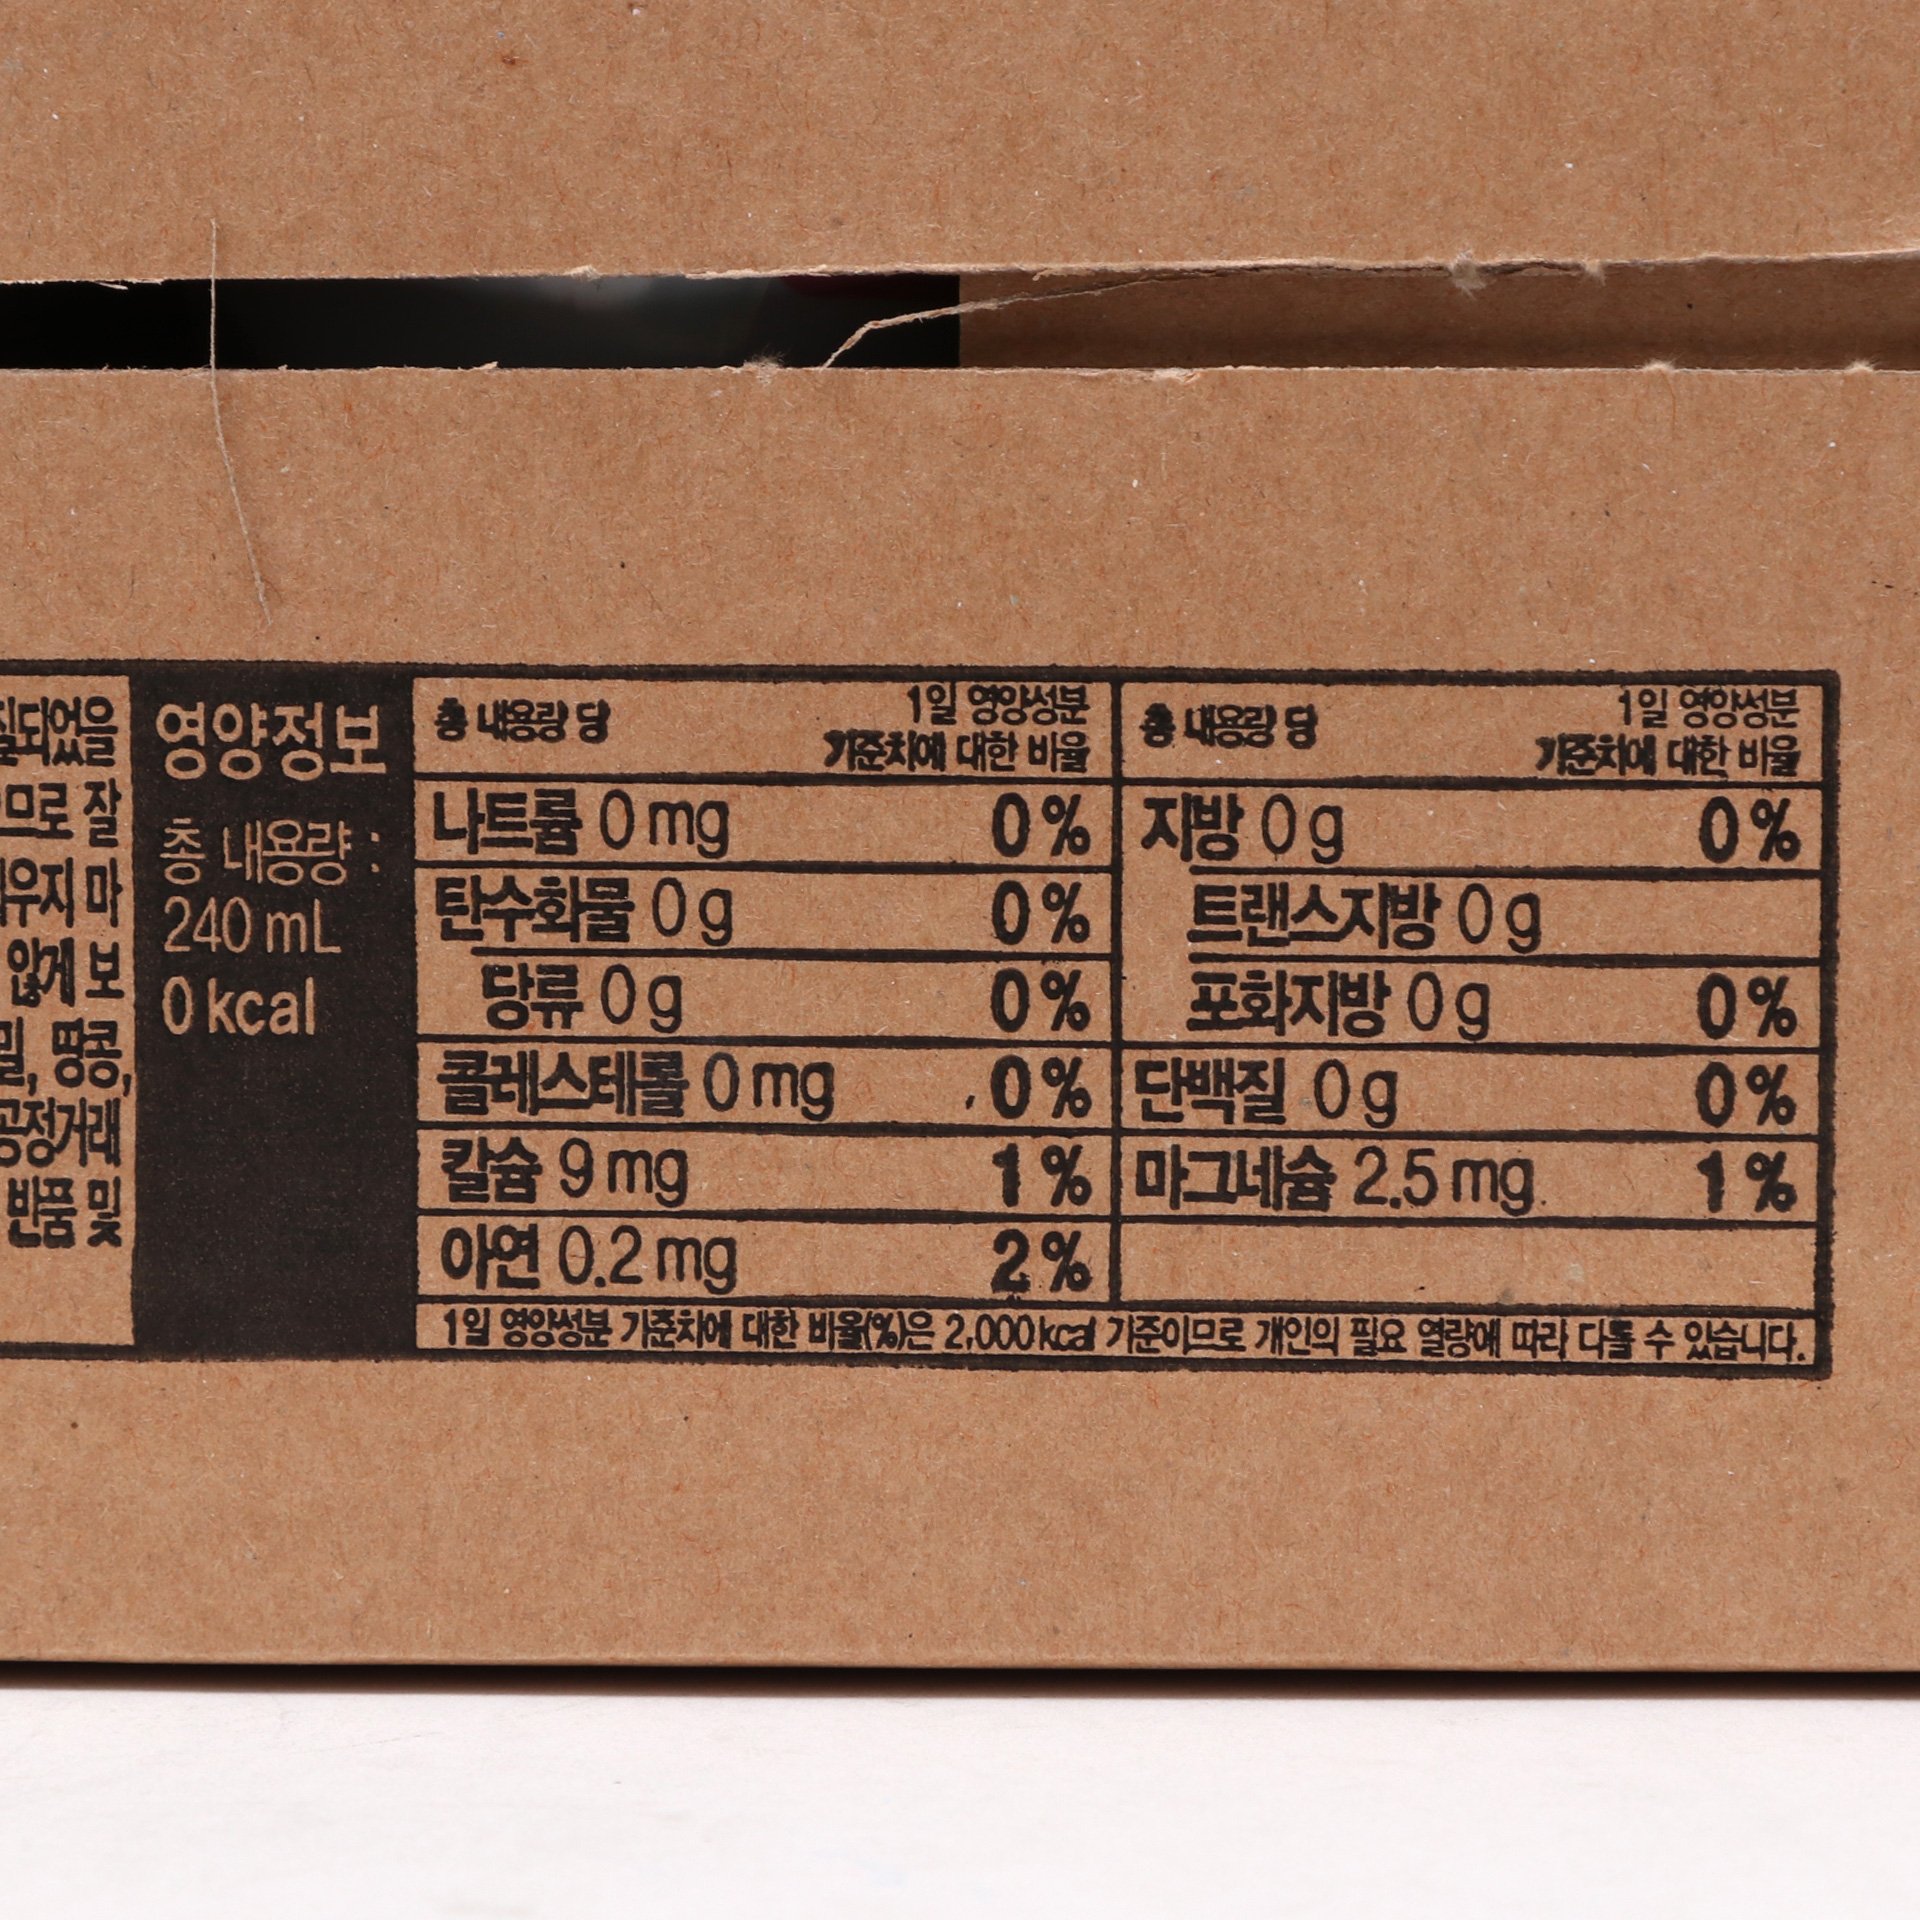 질되었을
므로 잘
우지 마
않게 보
밀, 땅콩,
공정거래
반품 및
영양정보
총 내용량 :
240 mL
0 kcal
총 내용량 당 1일 영양성분 기준치에 대한 비율
나트륨 0 mg 0 %
탄수화물 0 g 0 %
당류 0 g 0 %
콜레스테롤 0 mg 0 %
칼슘 9 mg 1 %
아연 0.2 mg 2 %
총 내용량 당 1일 영양성분 기준치에 대한 비율
지방 0 g 0 %
트랜스지방 0 g
포화지방 0 g 0 %
단백질 0 g 0 %
마그네슘 2.5 mg 1 %
1일 영양성분 기준치에 대한 비율(%)은 2,000 kcal 기준이므로 개인의 필요 열량에 따라 다를 수 있습니다.